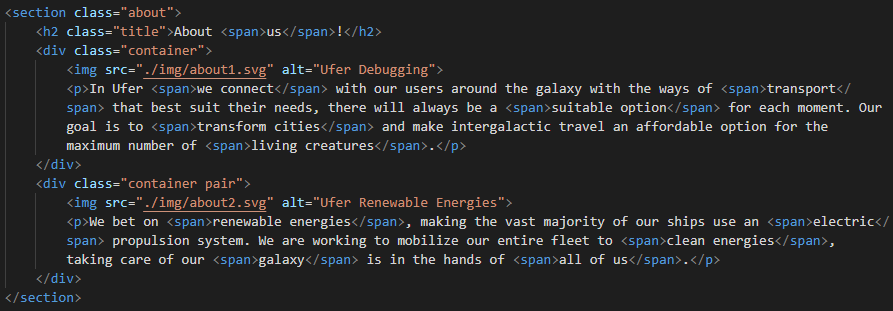 <section class="about">
<h2 class="title">About <span>us</span>!</h2>
<div class="container">
<img src="./img/about1.svg" alt="Ufer Debugging">
<p>In Ufer <span>we connect</span> with our users around the galaxy with the ways of <span>transport</
span> that best suit their needs, there will always be a <span>suitable option</span> for each moment. Our
goal is to <span>transform cities</span> and make intergalactic travel an affordable option for the
maximum number of <span>living creatures</span>.</p>
</div>
<div class="container pair">
<img src="./img/about2.svg" alt="Ufer Renewable Energies">
<p>We bet on <span>renewable energies</span>, making the vast majority of our ships use an <span>electric</
span> propulsion system. We are working to mobilize our entire fleet to <span>clean energies</span>,
taking care of our <span>galaxy</span> is in the hands of <span>all of us</span>.</p>
</div>
</section>